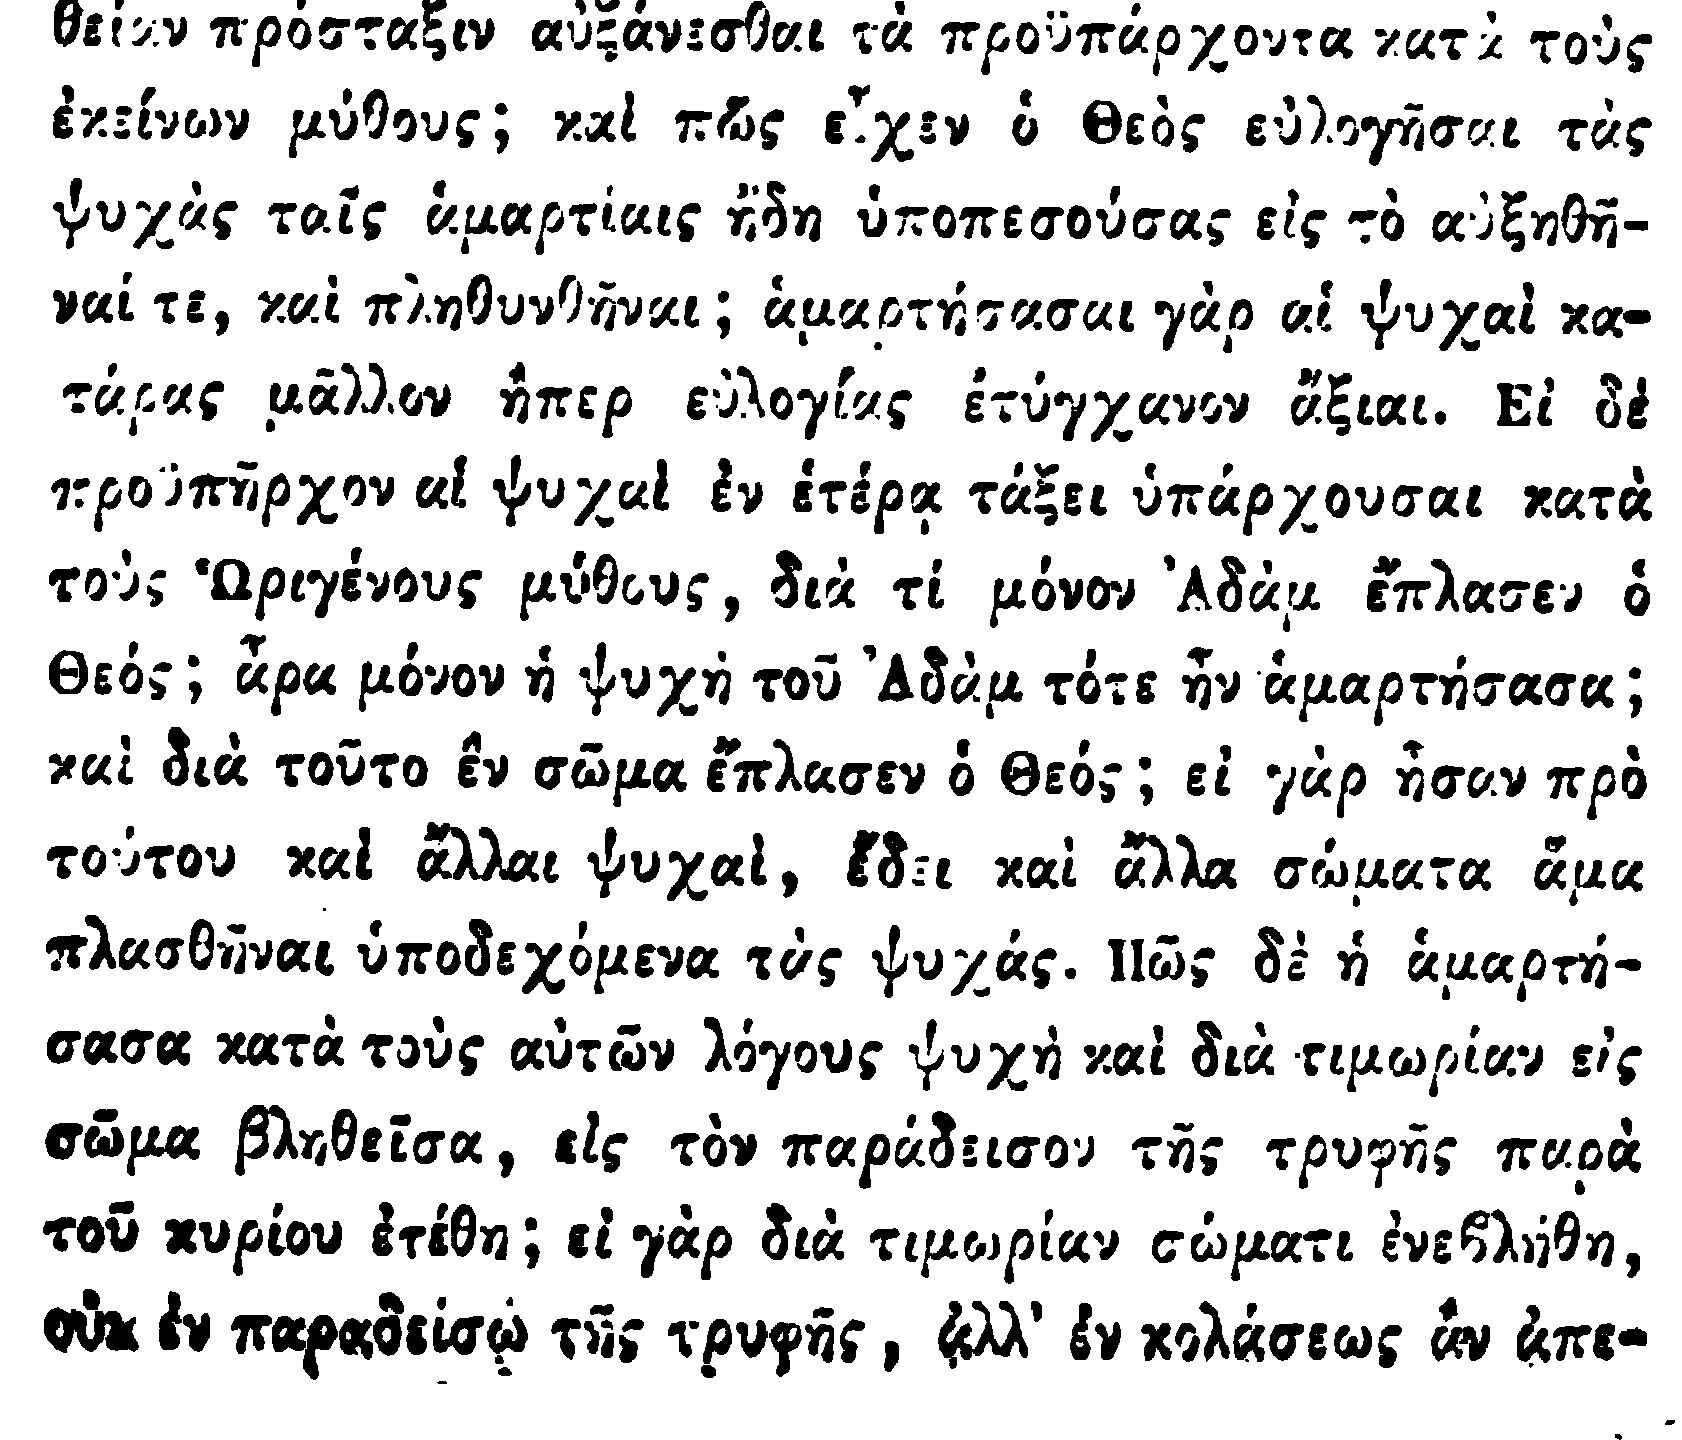 θείαν πρόσταξιν αὐξάνεσθαι τὰ προϋπάρχοντα κατὰ τοὺς
ἐκείνων μύθους; καὶ πῶς εἶχεν ὁ Θεὸς εὐλογῆσαι τὰς
ψυχὰς ταῖς ἁμαρτίαις ἤδη ὑποπεσούσας εἰς τὸ αὐξηθῆ-
ναί τε, καὶ πληθυνθῆναι; ἁμαρτήσασαι γὰρ αἱ ψυχαὶ κα-
τάρας μᾶλλον ἤπερ εὐλογίας ἐτύγχανον ἄξιαι. Εἰ δὲ
προϋπῆρχον αἱ ψυχαὶ ἐν ἑτέρᾳ τάξει ὑπάρχουσαι κατὰ
τοὺς Ὠριγένους μύθους, διὰ τί μόνον Ἀδὰμ ἔπλασεν ὁ
Θεός; ἆρα μόνον ἡ ψυχὴ τοῦ Ἀδὰμ τότε ἦν ἁμαρτήσασα;
καὶ διὰ τοῦτο ἓν σῶμα ἔπλασεν ὁ Θεός; εἰ γὰρ ἦσαν πρὸ
τούτου καὶ ἄλλαι ψυχαὶ, ἔδει καὶ ἄλλα σώματα ἅμα
πλασθῆναι ὑποδεχόμενα τὰς ψυχάς. Πῶς δὲ ἡ ἁμαρτή-
σασα κατὰ τοὺς αὐτῶν λόγους ψυχὴ καὶ διὰ τιμωρίαν εἰς
σῶμα βληθεῖσα, εἰς τὸν παράδεισον τῆς τρυφῆς παρὰ
τοῦ κυρίου ἐτέθη; εἰ γὰρ διὰ τιμωρίαν σώματι ἐνεβλήθη,
οὐκ ἐν παραδείσῳ τῆς τρυφῆς, ἀλλ' ἐν κολάσεως ἂν ἀπε-